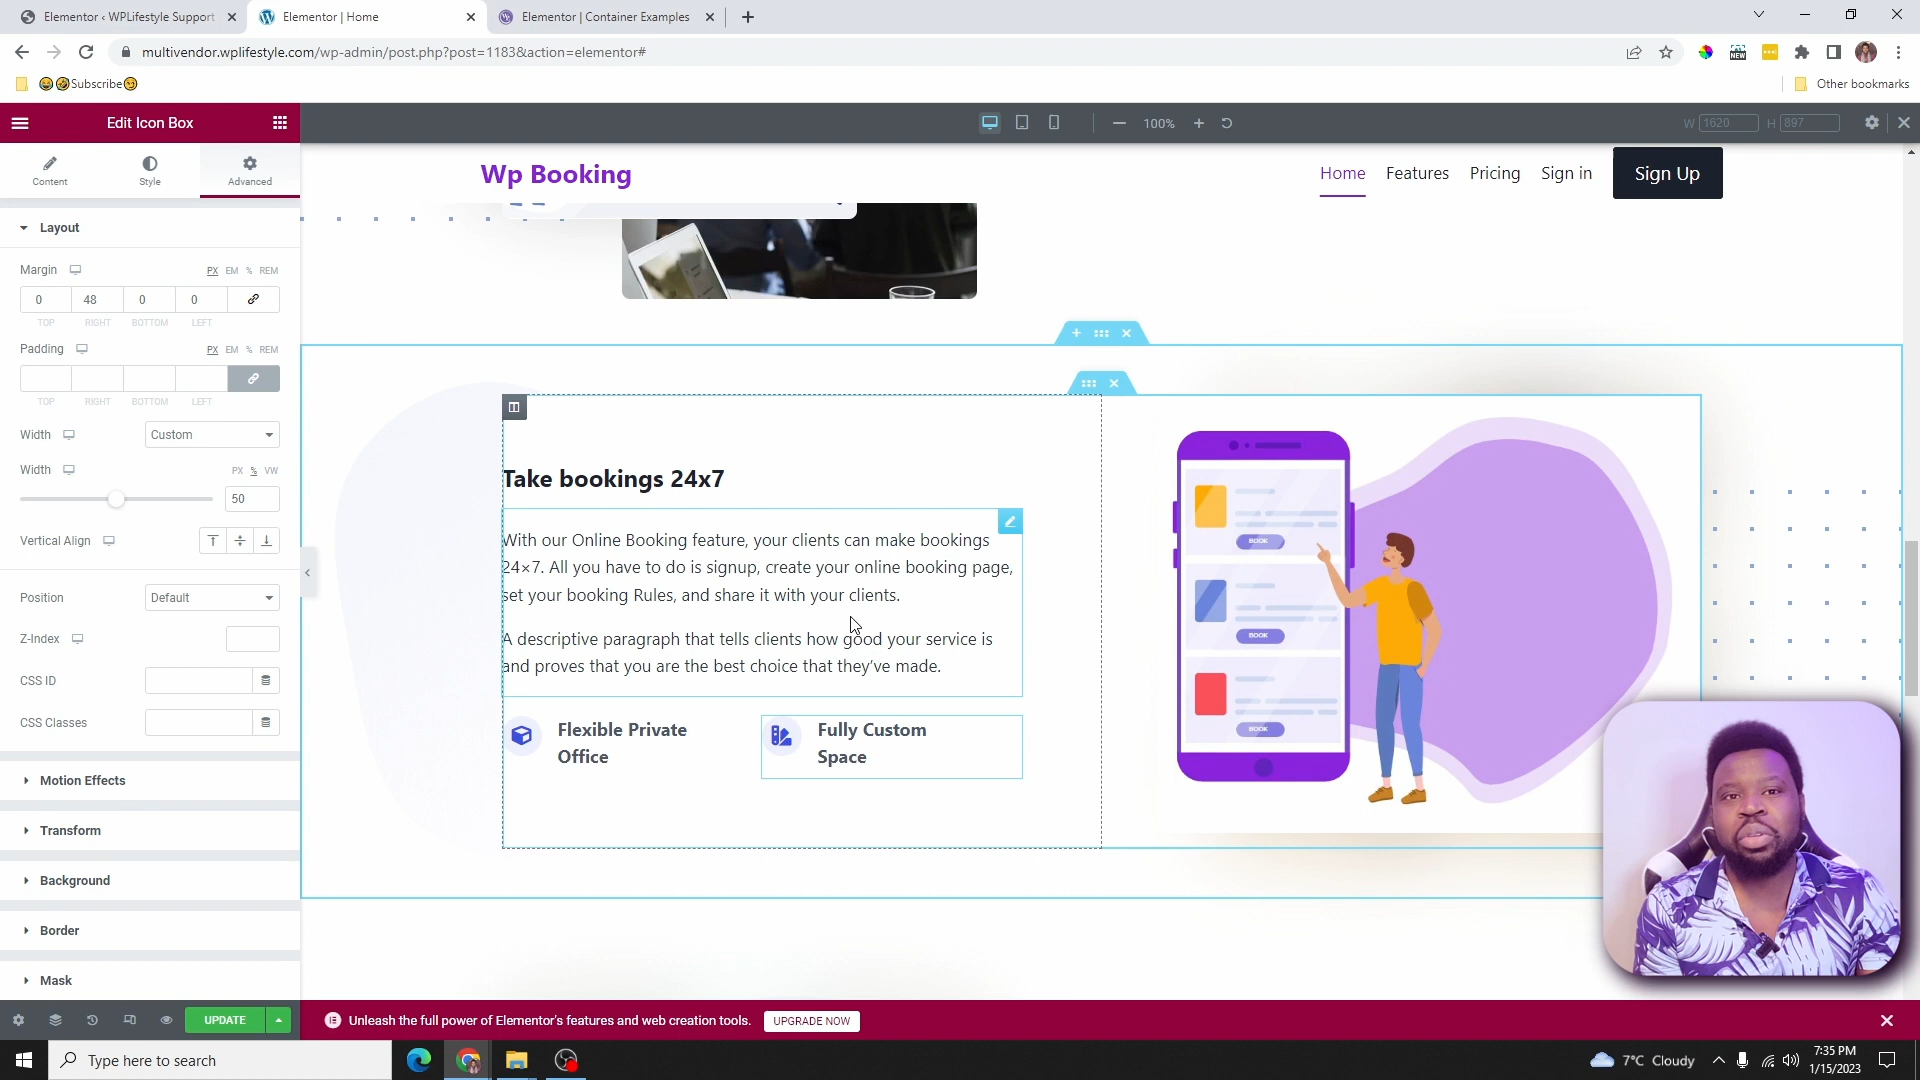 Elementor ‹ WPLifestyle Support
Elementor | Home
Elementor | Container Examples
multivendor.wplifestyle.com/wp-admin/post.php?post=1183&action=elementor#
NEW
😂🤣Subscribe😏
Other bookmarks
Edit Icon Box
100%
W 1620
H 897
Content
Style
Advanced
Wp Booking
Home
Features
Pricing
Sign in
Sign Up
Layout
Margin
PX EM % REM
0 48 0 0
TOP RIGHT BOTTOM LEFT
Padding
PX EM % REM
TOP RIGHT BOTTOM LEFT
Width
Custom
Width
PX % VW
50
Vertical Align
Position
Default
Z-Index
CSS ID
CSS Classes
Motion Effects
Transform
Background
Border
Mask
Take bookings 24x7
With our Online Booking feature, your clients can make bookings
24×7. All you have to do is signup, create your online booking page,
set your booking Rules, and share it with your clients.
A descriptive paragraph that tells clients how good your service is
and proves that you are the best choice that they've made.
Flexible Private
Office
Fully Custom
Space
BOOK
BOOK
BOOK
UPDATE
Unleash the full power of Elementor's features and web creation tools.
UPGRADE NOW
Type here to search
7°C Cloudy
7:35 PM
1/15/2023